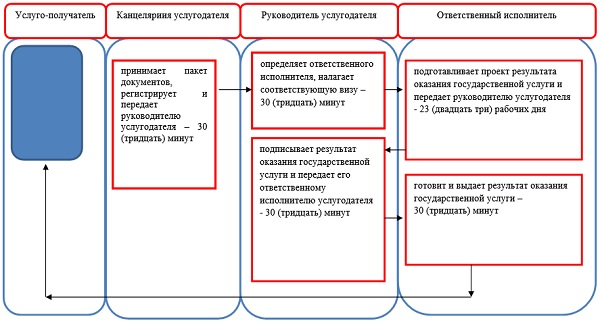 Услуго-получатель
Канцеляриия услугодателя
Руководитель услугодателя
Ответственный исполнитель
принимает пакет
документов,
регистрирует и
передает
руководителю
услугодателя – 30
(тридцать) минут
определяет ответственного
исполнителя, налагает
соответствующую визу –
30 (тридцать) минут
подготавливает проект результата
оказания государственной услуги и
передает руководителю услугодателя
- 23 (двадцать три) рабочих дня
подписывает результат
оказания государственной
услуги и передает его
ответственному
исполнителю услугодателя
- 30 (тридцать) минут
готовит и выдает результат оказания
государственной услуги –
30 (тридцать) минут